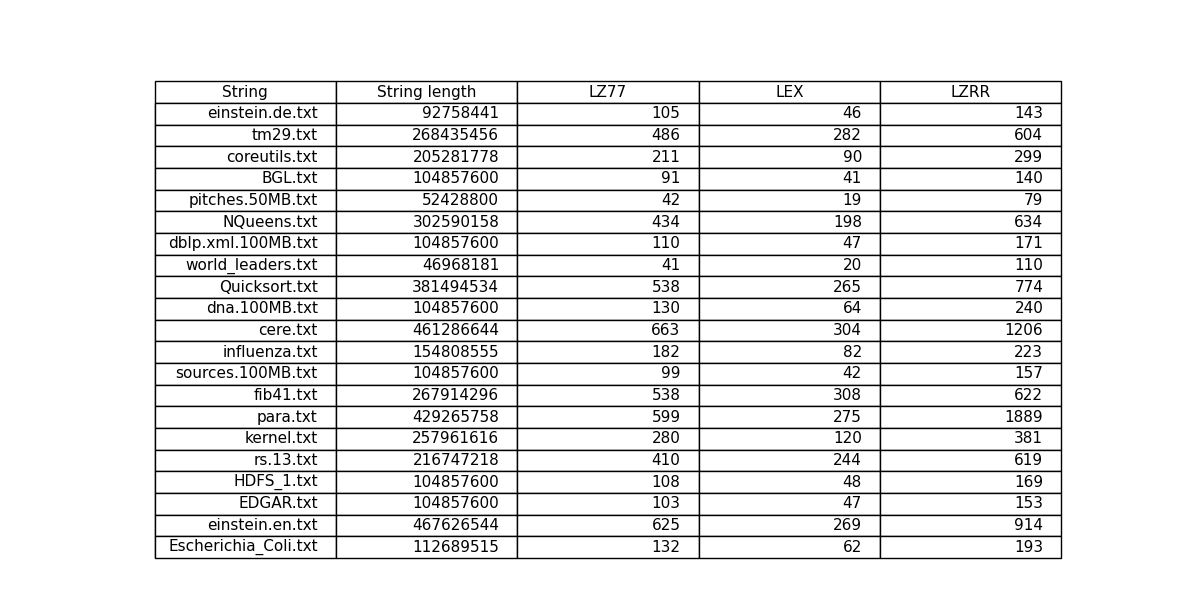 String String length LZ77 LEX LZRR
einstein.de.txt 92758441 105 46 143
tm29.txt 268435456 486 282 604
coreutils.txt 205281778 211 90 299
BGL.txt 104857600 91 41 140
pitches.50MB.txt 52428800 42 19 79
NQueens.txt 302590158 434 198 634
dblp.xml.100MB.txt 104857600 110 47 171
world_leaders.txt 46968181 41 20 110
Quicksort.txt 381494534 538 265 774
dna.100MB.txt 104857600 130 64 240
cere.txt 461286644 663 304 1206
influenza.txt 154808555 182 82 223
sources.100MB.txt 104857600 99 42 157
fib41.txt 267914296 538 308 622
para.txt 429265758 599 275 1889
kernel.txt 257961616 280 120 381
rs.13.txt 216747218 410 244 619
HDFS_1.txt 104857600 108 48 169
EDGAR.txt 104857600 103 47 153
einstein.en.txt 467626544 625 269 914
Escherichia_Coli.txt 112689515 132 62 193